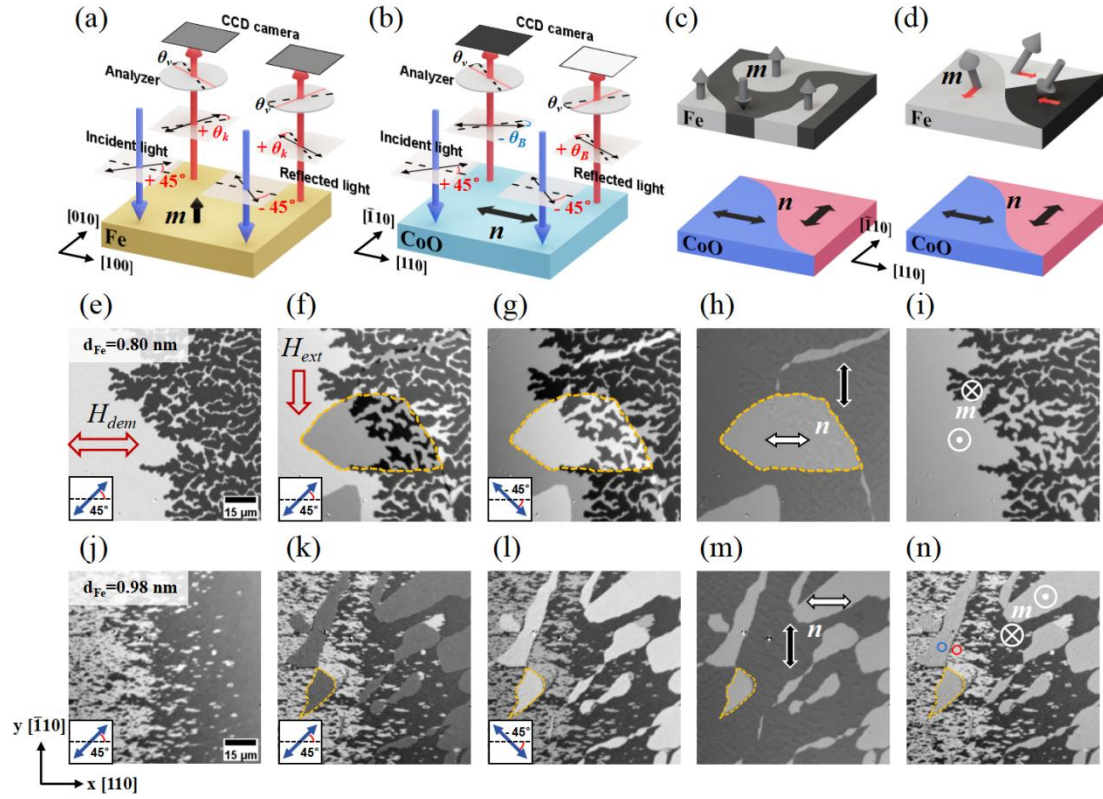 (a)
CCD camera
θv
Analyzer
θv
Incident light
+ θk
+ θk
+ 45°
Reflected light
- 45°
m
Fe
[010]
[100]
(b)
CCD camera
θv
Analyzer
θv
Incident light
- θB
+ θB
+ 45°
Reflected light
- 45°
n
CoO
[1̄10]
[110]
(c)
m
Fe
n
CoO
(d)
m
Fe
n
CoO
[1̄10]
[110]
(e)
dFe=0.80 nm
Hdem
45°
15 μm
(f)
Hext
45°
(g)
- 45°
(h)
n
(i)
m
(j)
dFe=0.98 nm
45°
15 μm
(k)
45°
(l)
- 45°
(m)
n
(n)
m
y [1̄10]
x [110]